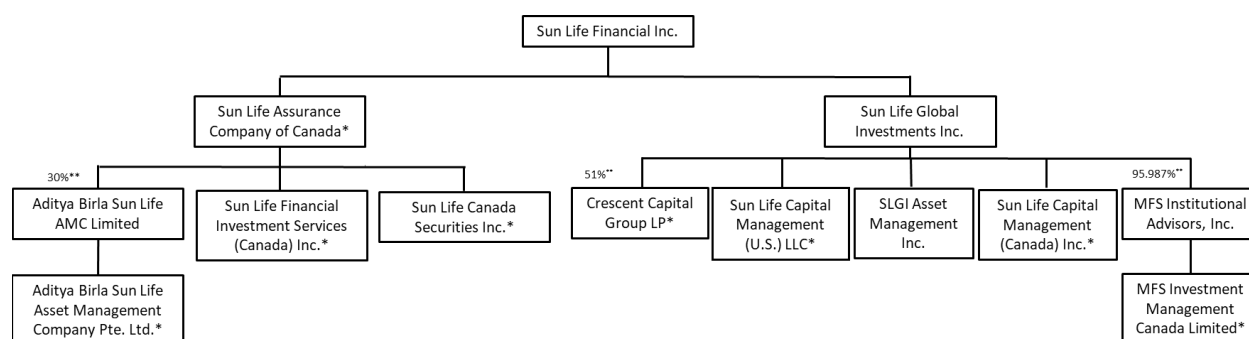 Sun Life Financial Inc.
Sun Life Assurance
Company of Canada*
Sun Life Global
Investments Inc.
30%**
51%**
95.987%**
Aditya Birla Sun Life
AMC Limited
Sun Life Financial
Investment Services
(Canada) Inc.*
Sun Life Canada
Securities Inc.*
Crescent Capital
Group LP*
Sun Life Capital
Management
(U.S.) LLC*
SLGI Asset
Management
Inc.
Sun Life Capital
Management
(Canada) Inc.*
MFS Institutional
Advisors, Inc.
Aditya Birla Sun Life
Asset Management
Company Pte. Ltd.*
MFS Investment
Management
Canada Limited*